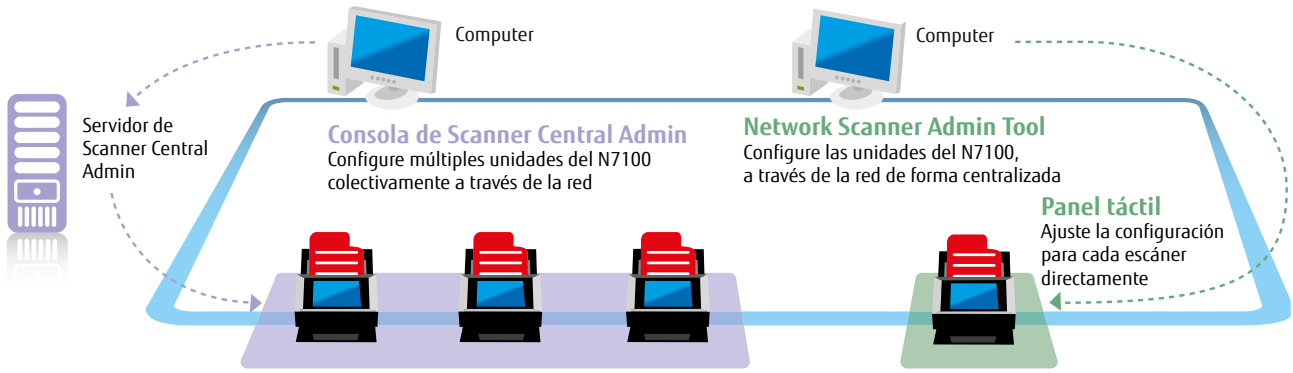 Computer
Computer
Servidor de
Scanner Central
Admin
Consola de Scanner Central Admin
Configure múltiples unidades del N7100
colectivamente a través de la red
Network Scanner Admin Tool
Configure las unidades del N7100,
a través de la red de forma centralizada
Panel táctil
Ajuste la configuración
para cada escáner
directamente